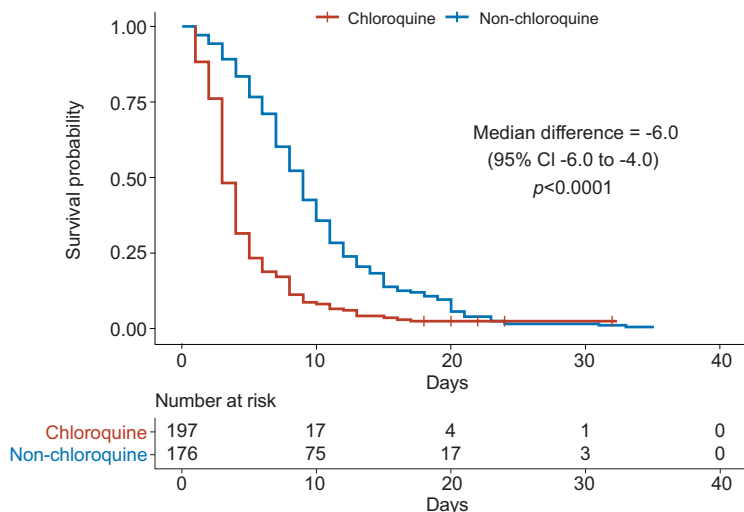 Chloroquine Non-chloroquine
1.00
0.75
0.50
0.25
0.00
Survival probability
Median difference = -6.0
(95% CI -6.0 to -4.0)
p<0.0001
0 10 20 30 40
Days
Number at risk
Chloroquine 197 17 4 1 0
Non-chloroquine 176 75 17 3 0
0 10 20 30 40
Days